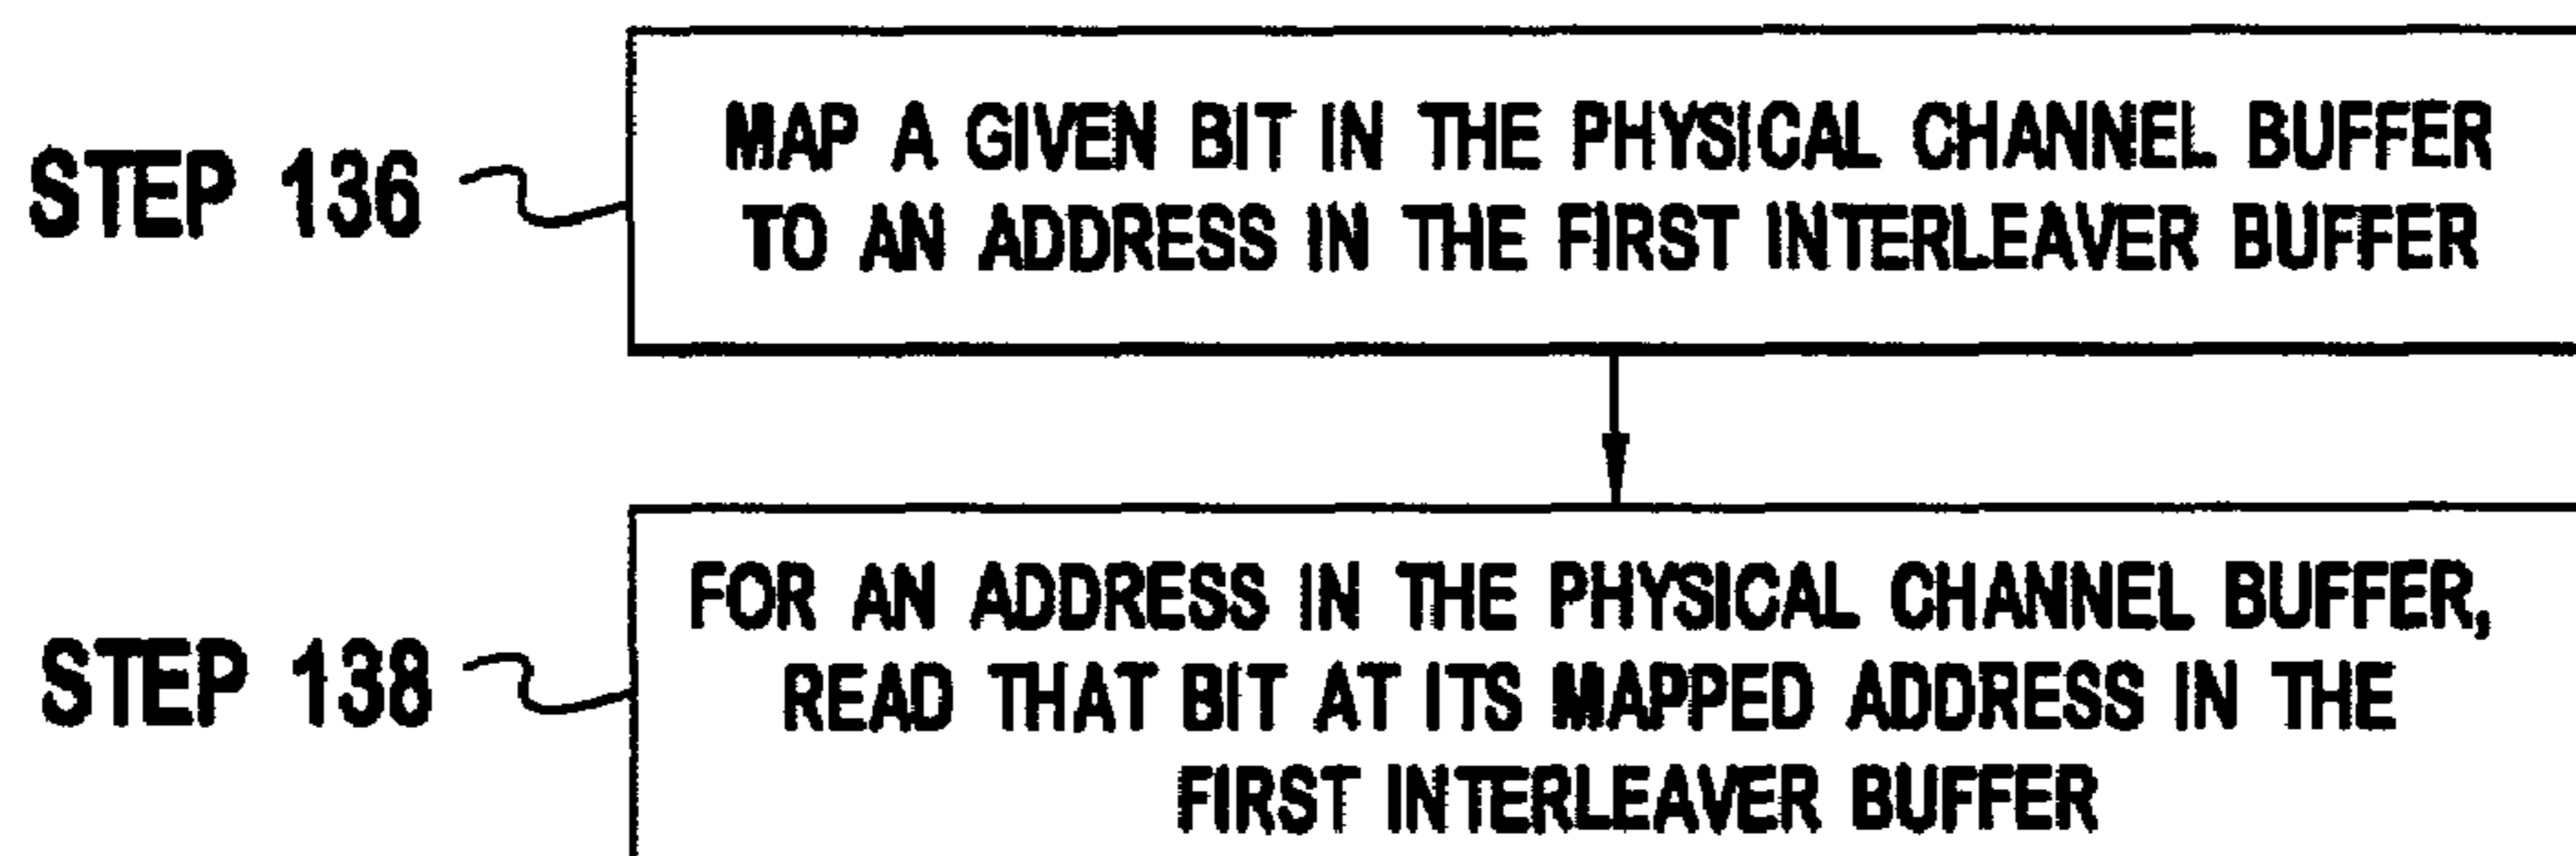 MAP A GIVEN BIT IN THE PHYSICAL CHANNEL BUFFER
TO AN ADDRESS IN THE FIRST INTERLEAVER BUFFER
STEP 136
FOR AN ADDRESS IN THE PHYSICAL CHANNEL BUFFER,
READ THAT BIT AT ITS MAPPED ADDRESS IN THE
FIRST INTERLEAVER BUFFER
STEP 138